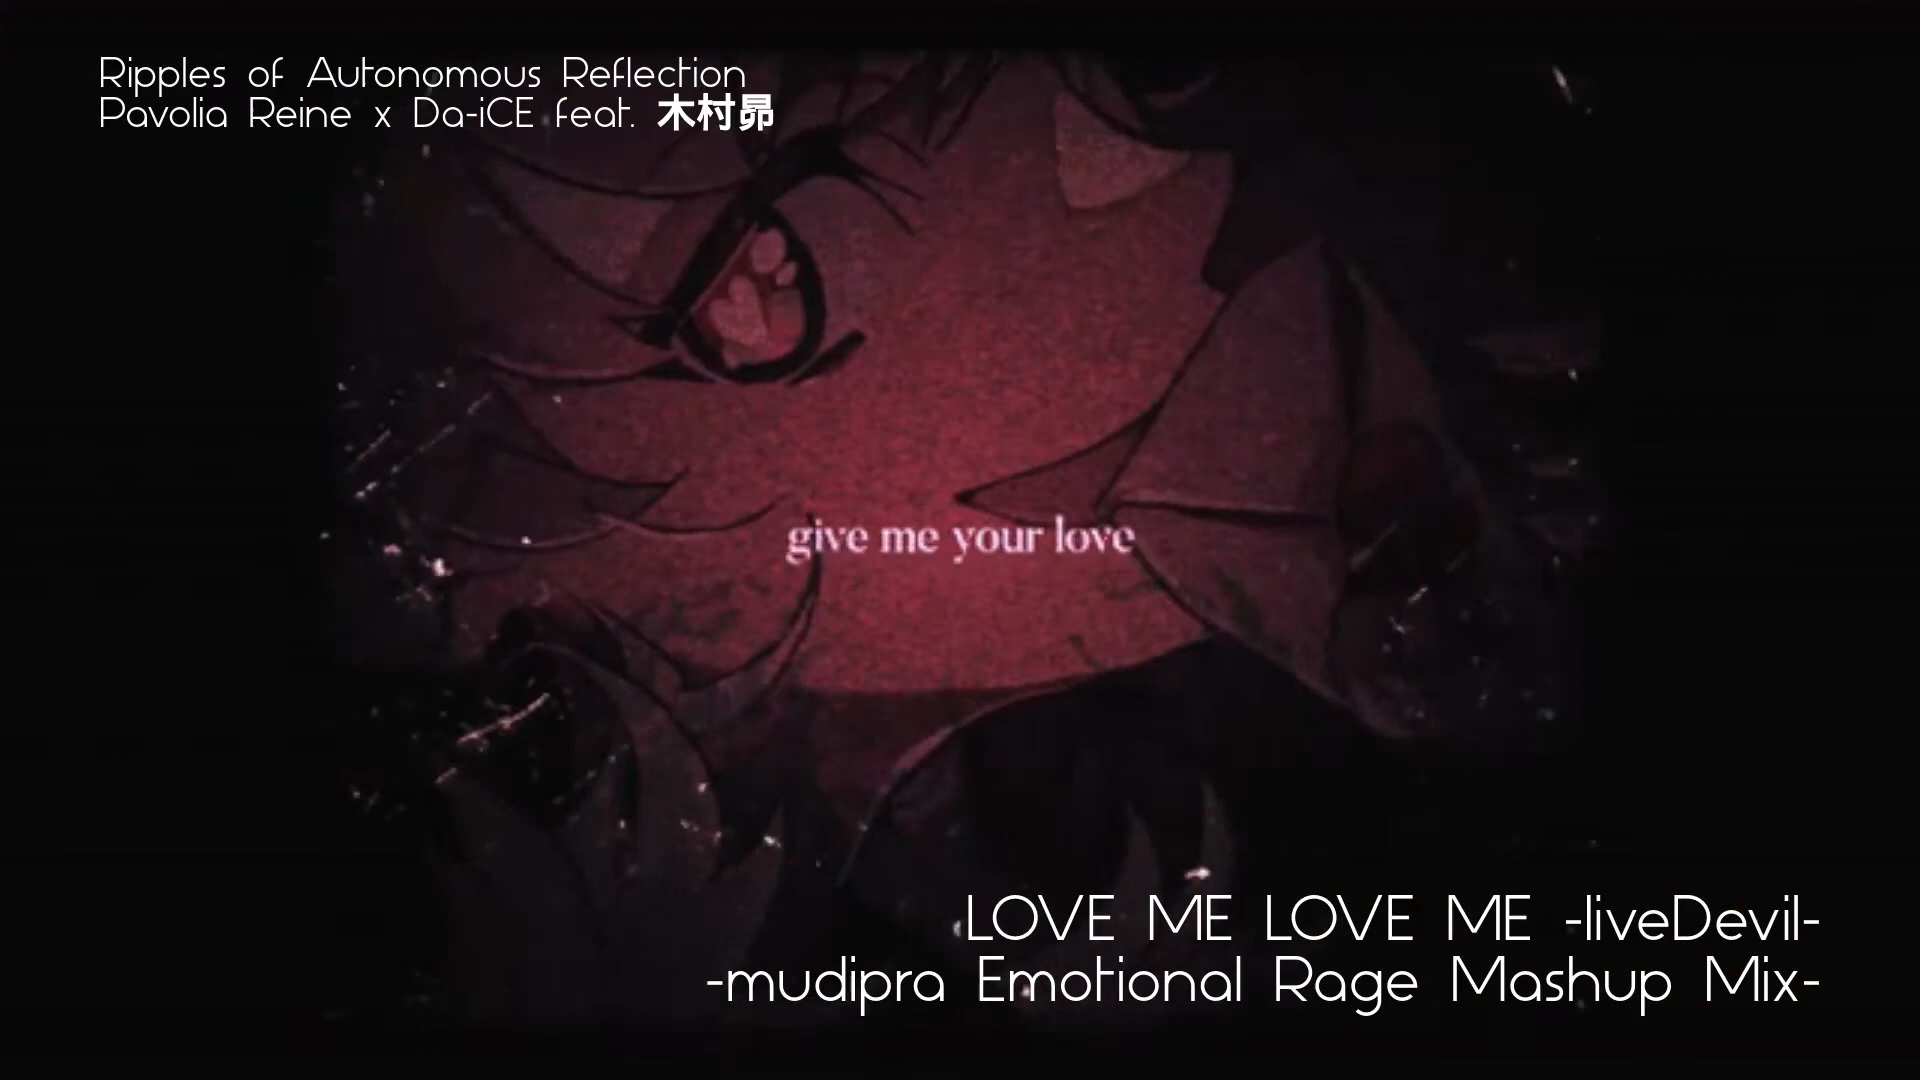 Ripples of Autonomous Reflection
Pavolia Reine x Da-iCE feat. 木村昴
give me your love
LOVE ME LOVE ME -liveDevil-
-mudipra Emotional Rage Mashup Mix-